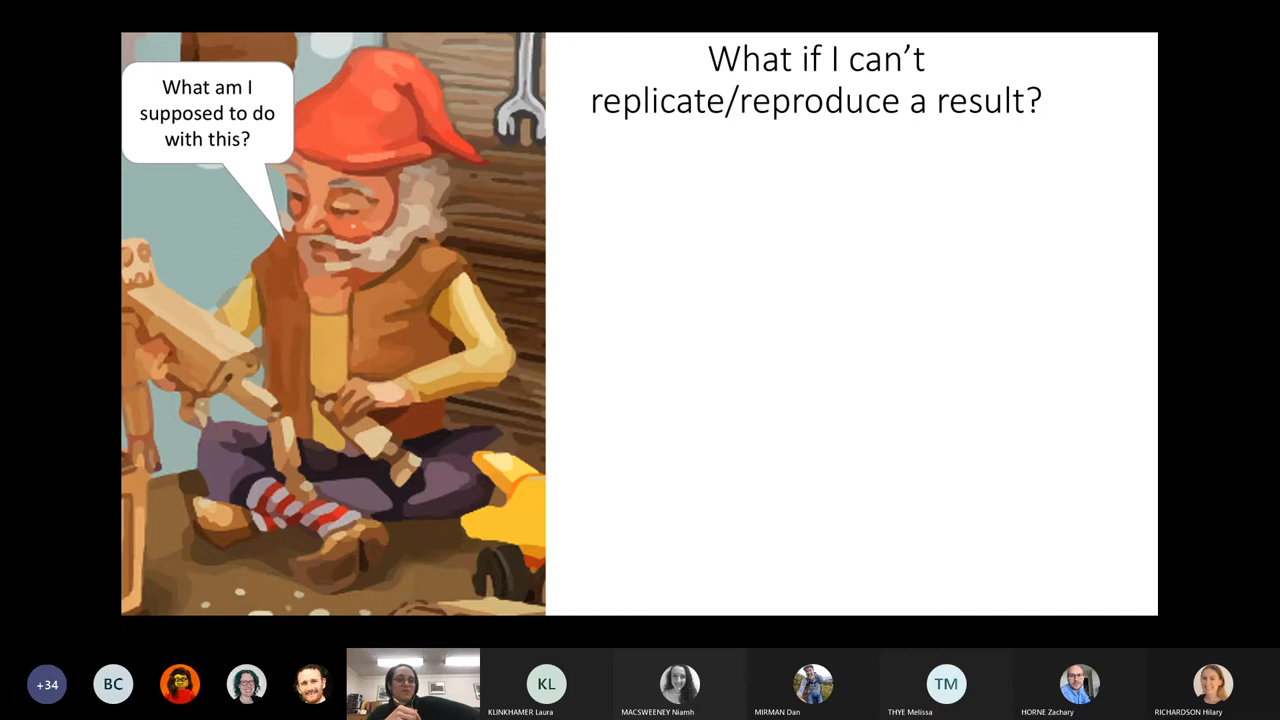 What if I can’t
replicate/reproduce a result?
What am I
supposed to do
with this?
+34
BC
KL
TM
KLINKHAMER Laura
MACSWEENEY Niamh
MIRMAN Dan
THYE Melissa
HORNE Zachary
RICHARDSON Hilary